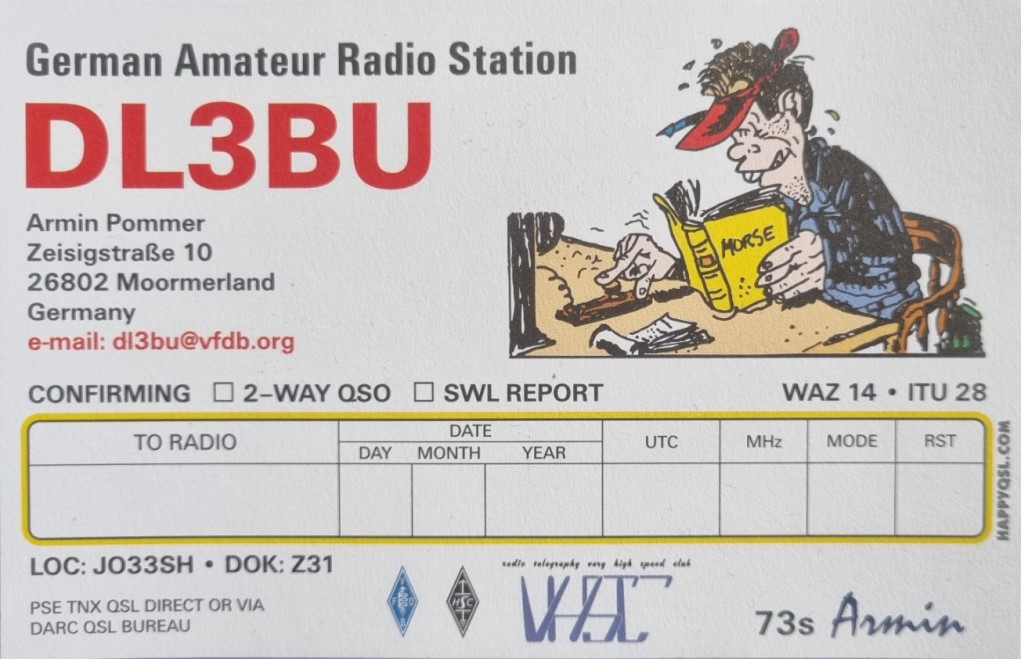 German Amateur Radio Station
DL3BU
Armin Pommer
Zeisigstraße 10
26802 Moormerland
Germany
e-mail: dl3bu@vfdb.org
MORSE
CONFIRMING ☐ 2–WAY QSO ☐ SWL REPORT WAZ 14 • ITU 28
TO RADIO DATE UTC MHz MODE RST
DAY MONTH YEAR
HAPPYQSL.COM
LOC: JO33SH • DOK: Z31
PSE TNX QSL DIRECT OR VIA
DARC QSL BUREAU
HSC
radio telography very high speed club
VHSC
73s Armin